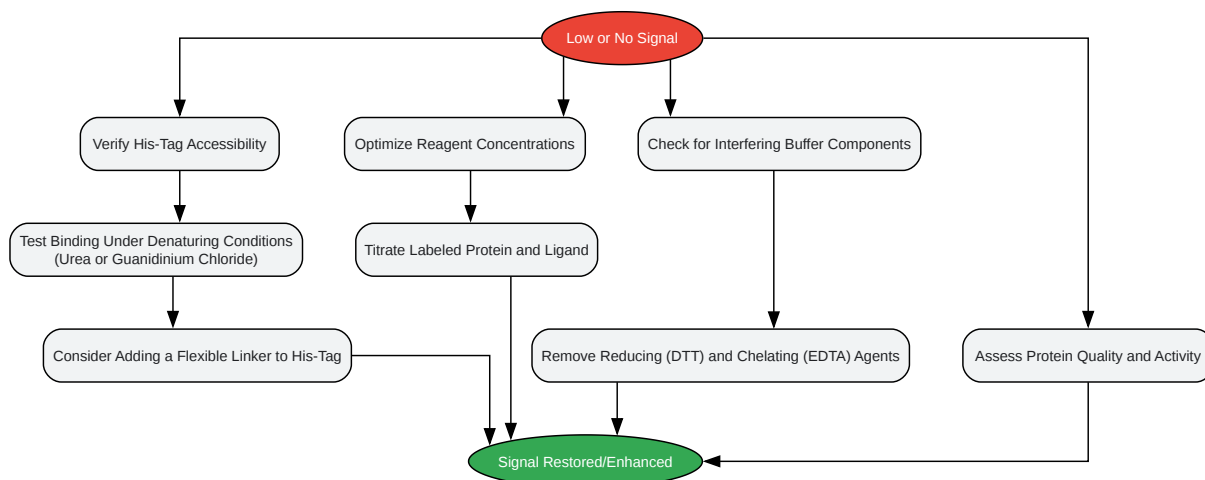 Low or No Signal
Verify His-Tag Accessibility
Optimize Reagent Concentrations
Check for Interfering Buffer Components
Test Binding Under Denaturing Conditions
(Urea or Guanidinium Chloride)
Titrate Labeled Protein and Ligand
Consider Adding a Flexible Linker to His-Tag
Remove Reducing (DTT) and Chelating (EDTA) Agents
Assess Protein Quality and Activity
Signal Restored/Enhanced